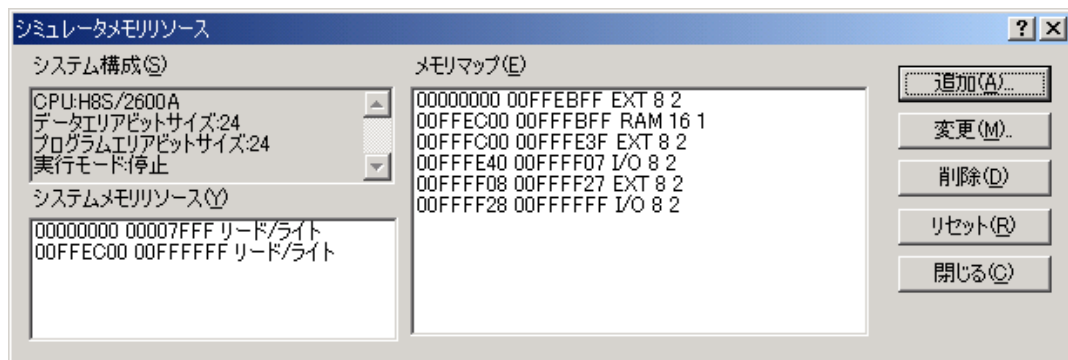 シミュレータメモリリソース
システム構成(S)
CPU:H8S/2600A
データエリアビットサイズ:24
プログラムエリアビットサイズ:24
実行モード:停止
システムメモリリソース(Y)
00000000 00007FFF リード/ライト
00FFEC00 00FFFFFF リード/ライト
メモリマップ(E)
00000000 00FFEBFF EXT 8 2
00FFEC00 00FFFBFF RAM 16 1
00FFFC00 00FFFE3F EXT 8 2
00FFFE40 00FFFF07 I/O 8 2
00FFFF08 00FFFF27 EXT 8 2
00FFFF28 00FFFFFF I/O 8 2
追加(A)...
変更(M)..
削除(D)
リセット(R)
閉じる(C)